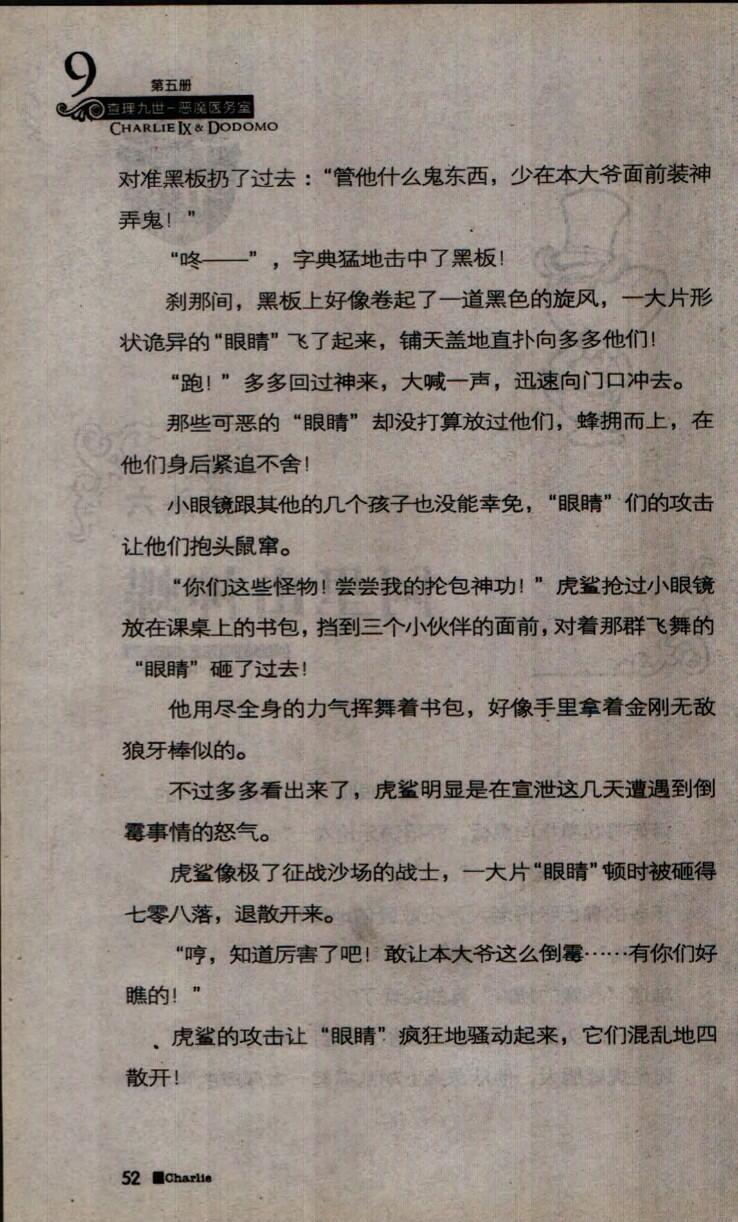 9
第五册
查理九世-恶魔医务室
CHARLIE IX & DODOMO
对准黑板扔了过去：“管他什么鬼东西，少在本大爷面前装神
弄鬼！”
“咚——”，字典猛地击中了黑板！
刹那间，黑板上好像卷起了一道黑色的旋风，一大片形
状诡异的“眼睛”飞了起来，铺天盖地直扑向多多他们！
“跑！”多多回过神来，大喊一声，迅速向门口冲去。
那些可恶的“眼睛”却没打算放过他们，蜂拥而上，在
他们身后紧追不舍！
小眼镜跟其他的几个孩子也没能幸免，“眼睛”们的攻击
让他们抱头鼠窜。
“你们这些怪物！尝尝我的抡包神功！”虎鲨抢过小眼镜
放在课桌上的书包，挡到三个小伙伴的面前，对着那群飞舞的
“眼睛”砸了过去！
他用尽全身的力气挥舞着书包，好像手里拿着金刚无敌
狼牙棒似的。
不过多多看出来了，虎鲨明显是在宣泄这几天遭遇到倒
霉事情的怒气。
虎鲨像极了征战沙场的战士，一大片“眼睛”顿时被砸得
七零八落，退散开来。
“哼，知道厉害了吧！敢让本大爷这么倒霉……有你们好
瞧的！”
虎鲨的攻击让“眼睛”疯狂地骚动起来，它们混乱地四
散开！
52 ■Charlie